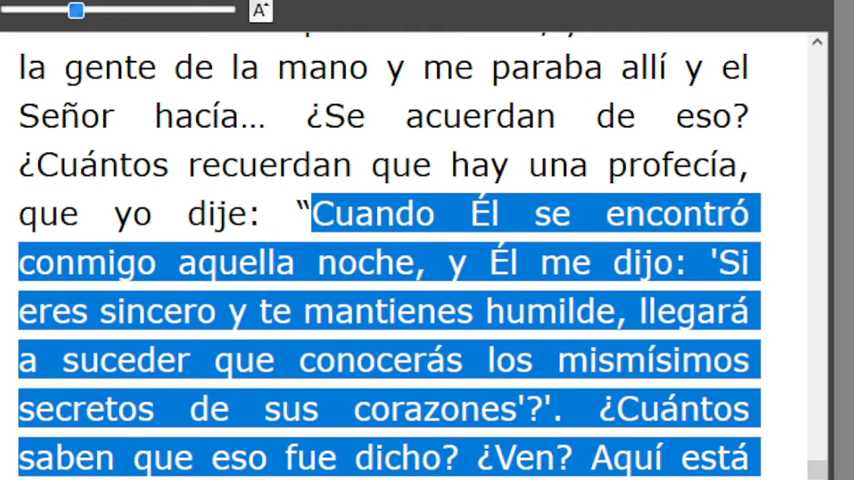 A
la gente de la mano y me paraba allí y el
Señor hacía... ¿Se acuerdan de eso?
¿Cuántos recuerdan que hay una profecía,
que yo dije: “Cuando Él se encontró
conmigo aquella noche, y Él me dijo: 'Si
eres sincero y te mantienes humilde, llegará
a suceder que conocerás los mismísimos
secretos de sus corazones'?'. ¿Cuántos
saben que eso fue dicho? ¿Ven? Aquí está